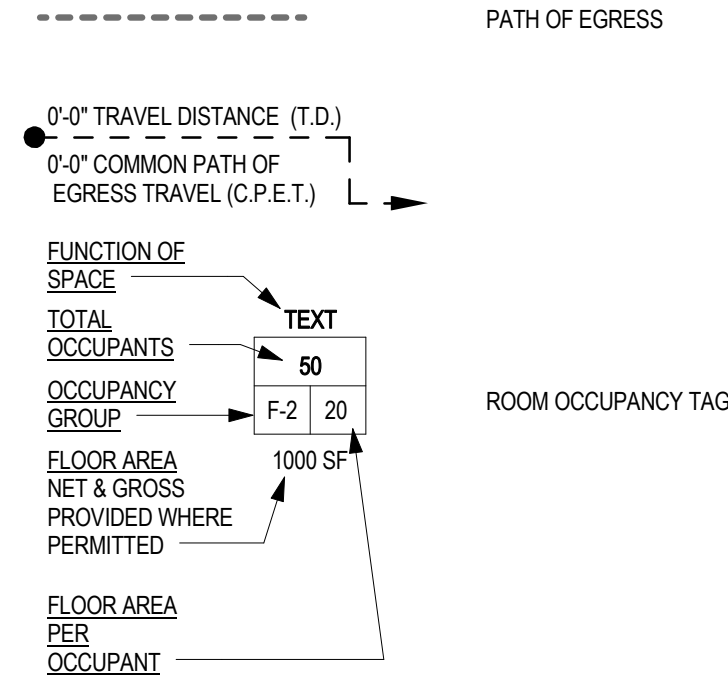 PATH OF EGRESS
0'-0" TRAVEL DISTANCE (T.D.)
0'-0" COMMON PATH OF
EGRESS TRAVEL (C.P.E.T.)
FUNCTION OF
SPACE
TEXT
TOTAL
OCCUPANTS
50
OCCUPANCY
GROUP
F-2 20
ROOM OCCUPANCY TAG
FLOOR AREA
NET & GROSS
PROVIDED WHERE
PERMITTED
1000 SF
FLOOR AREA
PER
OCCUPANT